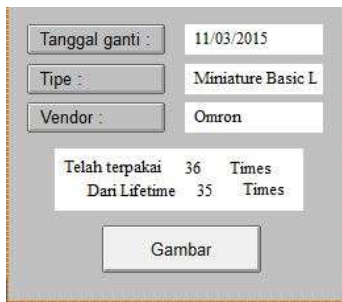 Tanggal ganti : 11/03/2015
Tipe : Miniature Basic L
Vendor : Omron
Telah terpakai 36 Times
Dari Lifetime 35 Times
Gambar